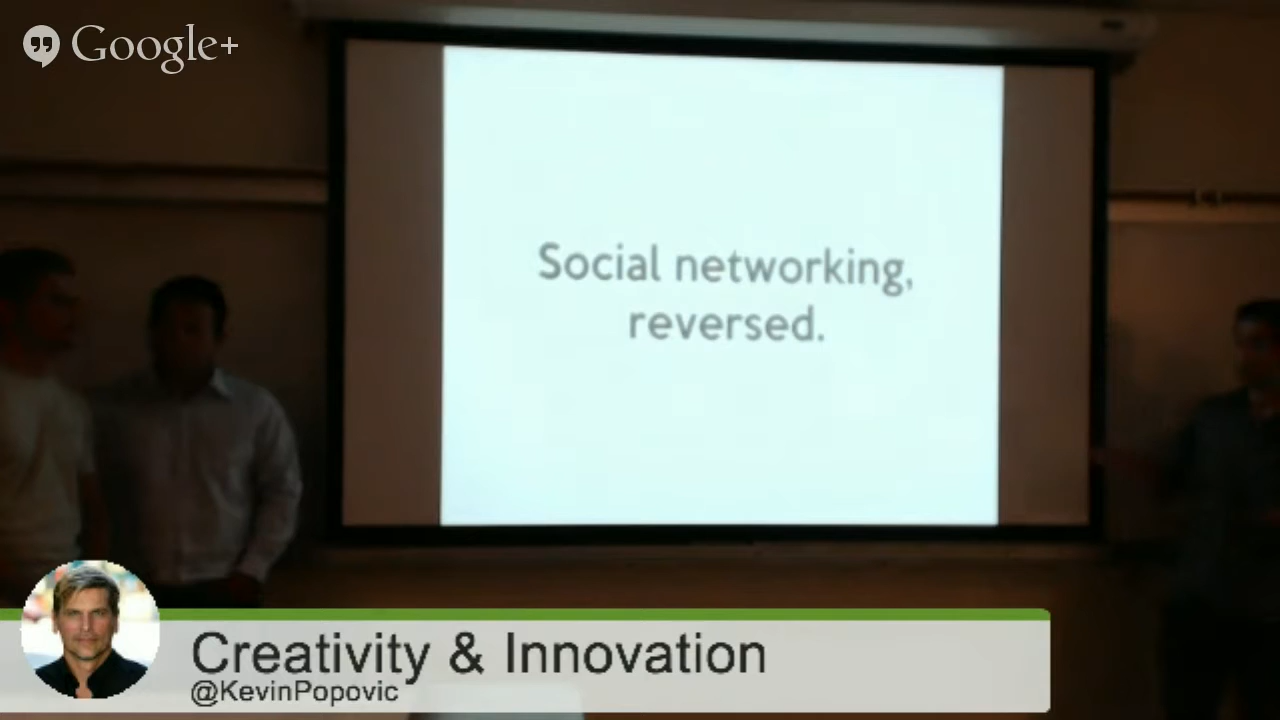 Google+
Social networking,
reversed.
Creativity & Innovation
@KevinPopovic